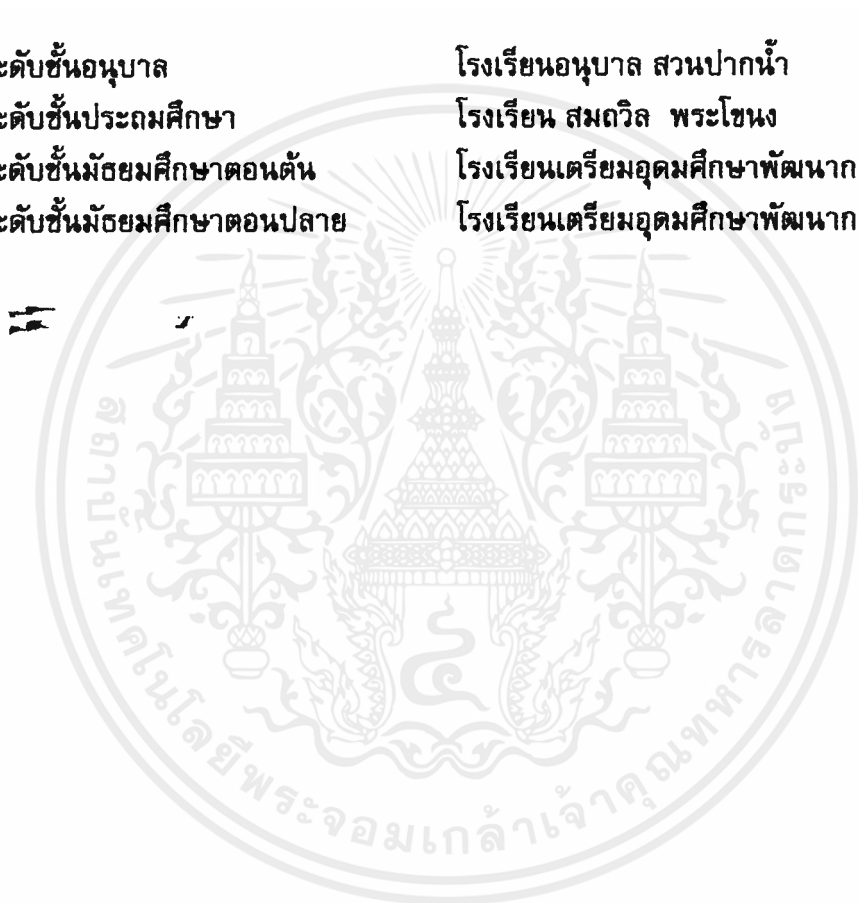 ะดับชั้นอนุบาล โรงเรียนอนุบาล สวนปากน้ำ
ะดับชั้นประถมศึกษา โรงเรียน สมถวิล พระโขนง
ะดับชั้นมัธยมศึกษาตอนต้น โรงเรียนเตรียมอุดมศึกษาพัฒนาก
ะดับชั้นมัธยมศึกษาตอนปลาย โรงเรียนเตรียมอุดมศึกษาพัฒนาก
สถาบันเทคโนโลยีพระจอมเกล้าเจ้าคุณทหารลาดกระบัง